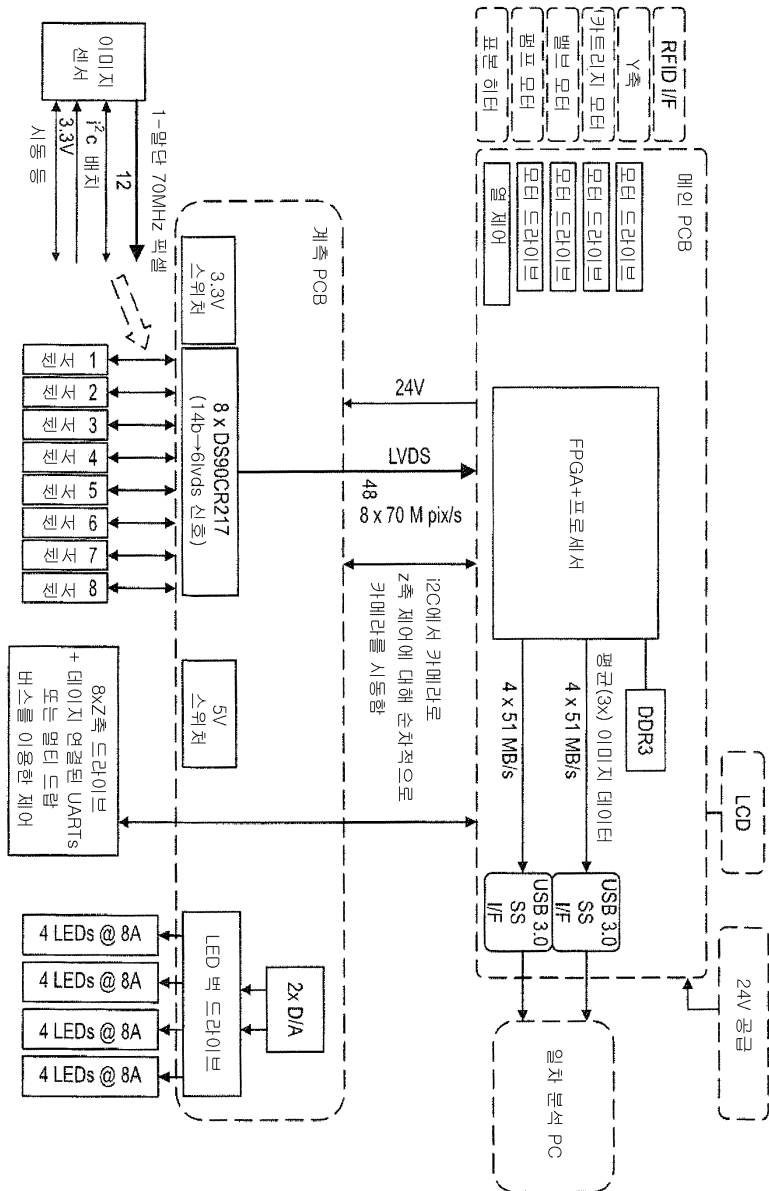 LCD
24V 공급
RFID I/F
Y축
카트리지 모터
밸브 모터
펌프 모터
표본 히터
메인 PCB
모터 드라이브
모터 드라이브
모터 드라이브
모터 드라이브
열 제어
FPGA+프로세서
DDR3
평균(3x) 이미지 데이터
4 x 51 MB/s
4 x 51 MB/s
USB 3.0
SS
I/F
USB 3.0
SS
I/F
일차 분석 PC
24V
LVDS
48
8 x 70 M pix/s
i2C에서 카메라로
z축 제어에 대해 순차적으로
카메라를 시동함
계측 PCB
3.3V
스위처
8 x DS90CR217
(14b→6lvds 신호)
5V
스위처
2x D/A
LED 벅 드라이브
1-말단 70MHz 픽셀
12
i²c 배치
3.3V
시동 등
이미지
센서
센서 1
센서 2
센서 3
센서 4
센서 5
센서 6
센서 7
센서 8
8xZ축 드라이브
+ 데이지 연결된 UARTs
또는 멀티 드랍
버스를 이용한 제어
4 LEDs @ 8A
4 LEDs @ 8A
4 LEDs @ 8A
4 LEDs @ 8A